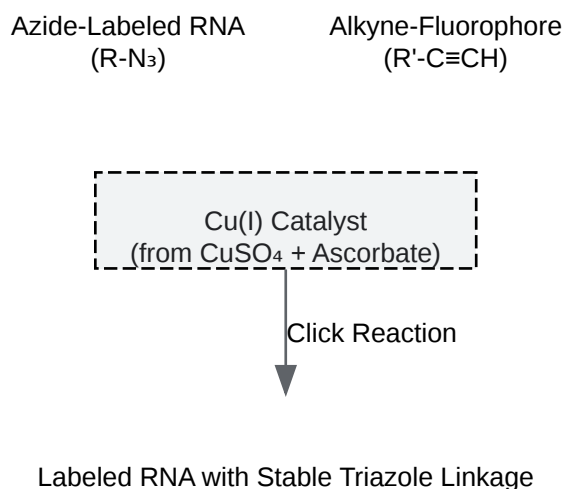 Azide-Labeled RNA
(R-N₃)
Alkyne-Fluorophore
(R'-C≡CH)
Cu(I) Catalyst
(from CuSO₄ + Ascorbate)
Click Reaction
Labeled RNA with Stable Triazole Linkage